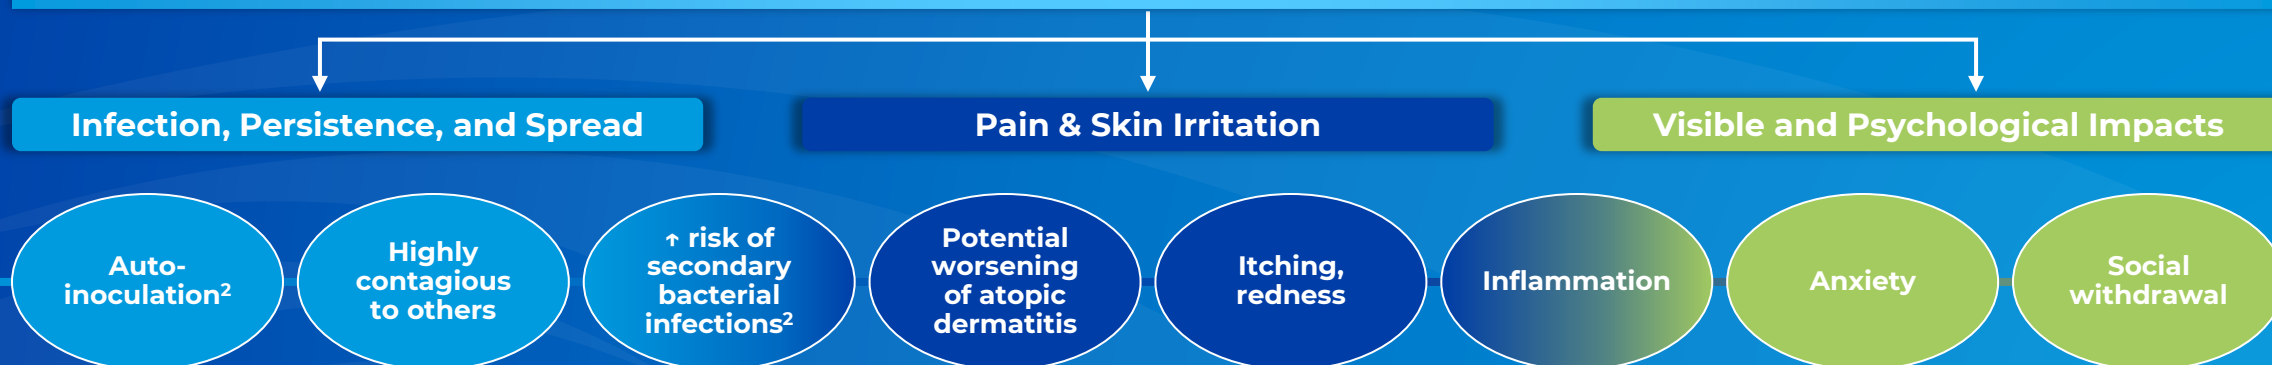 Infection, Persistence, and Spread
Pain & Skin Irritation
Visible and Psychological Impacts
Auto-
inoculation²
Highly
contagious
to others
↑ risk of
secondary
bacterial
infections²
Potential
worsening
of atopic
dermatitis
Itching,
redness
Inflammation
Anxiety
Social
withdrawal